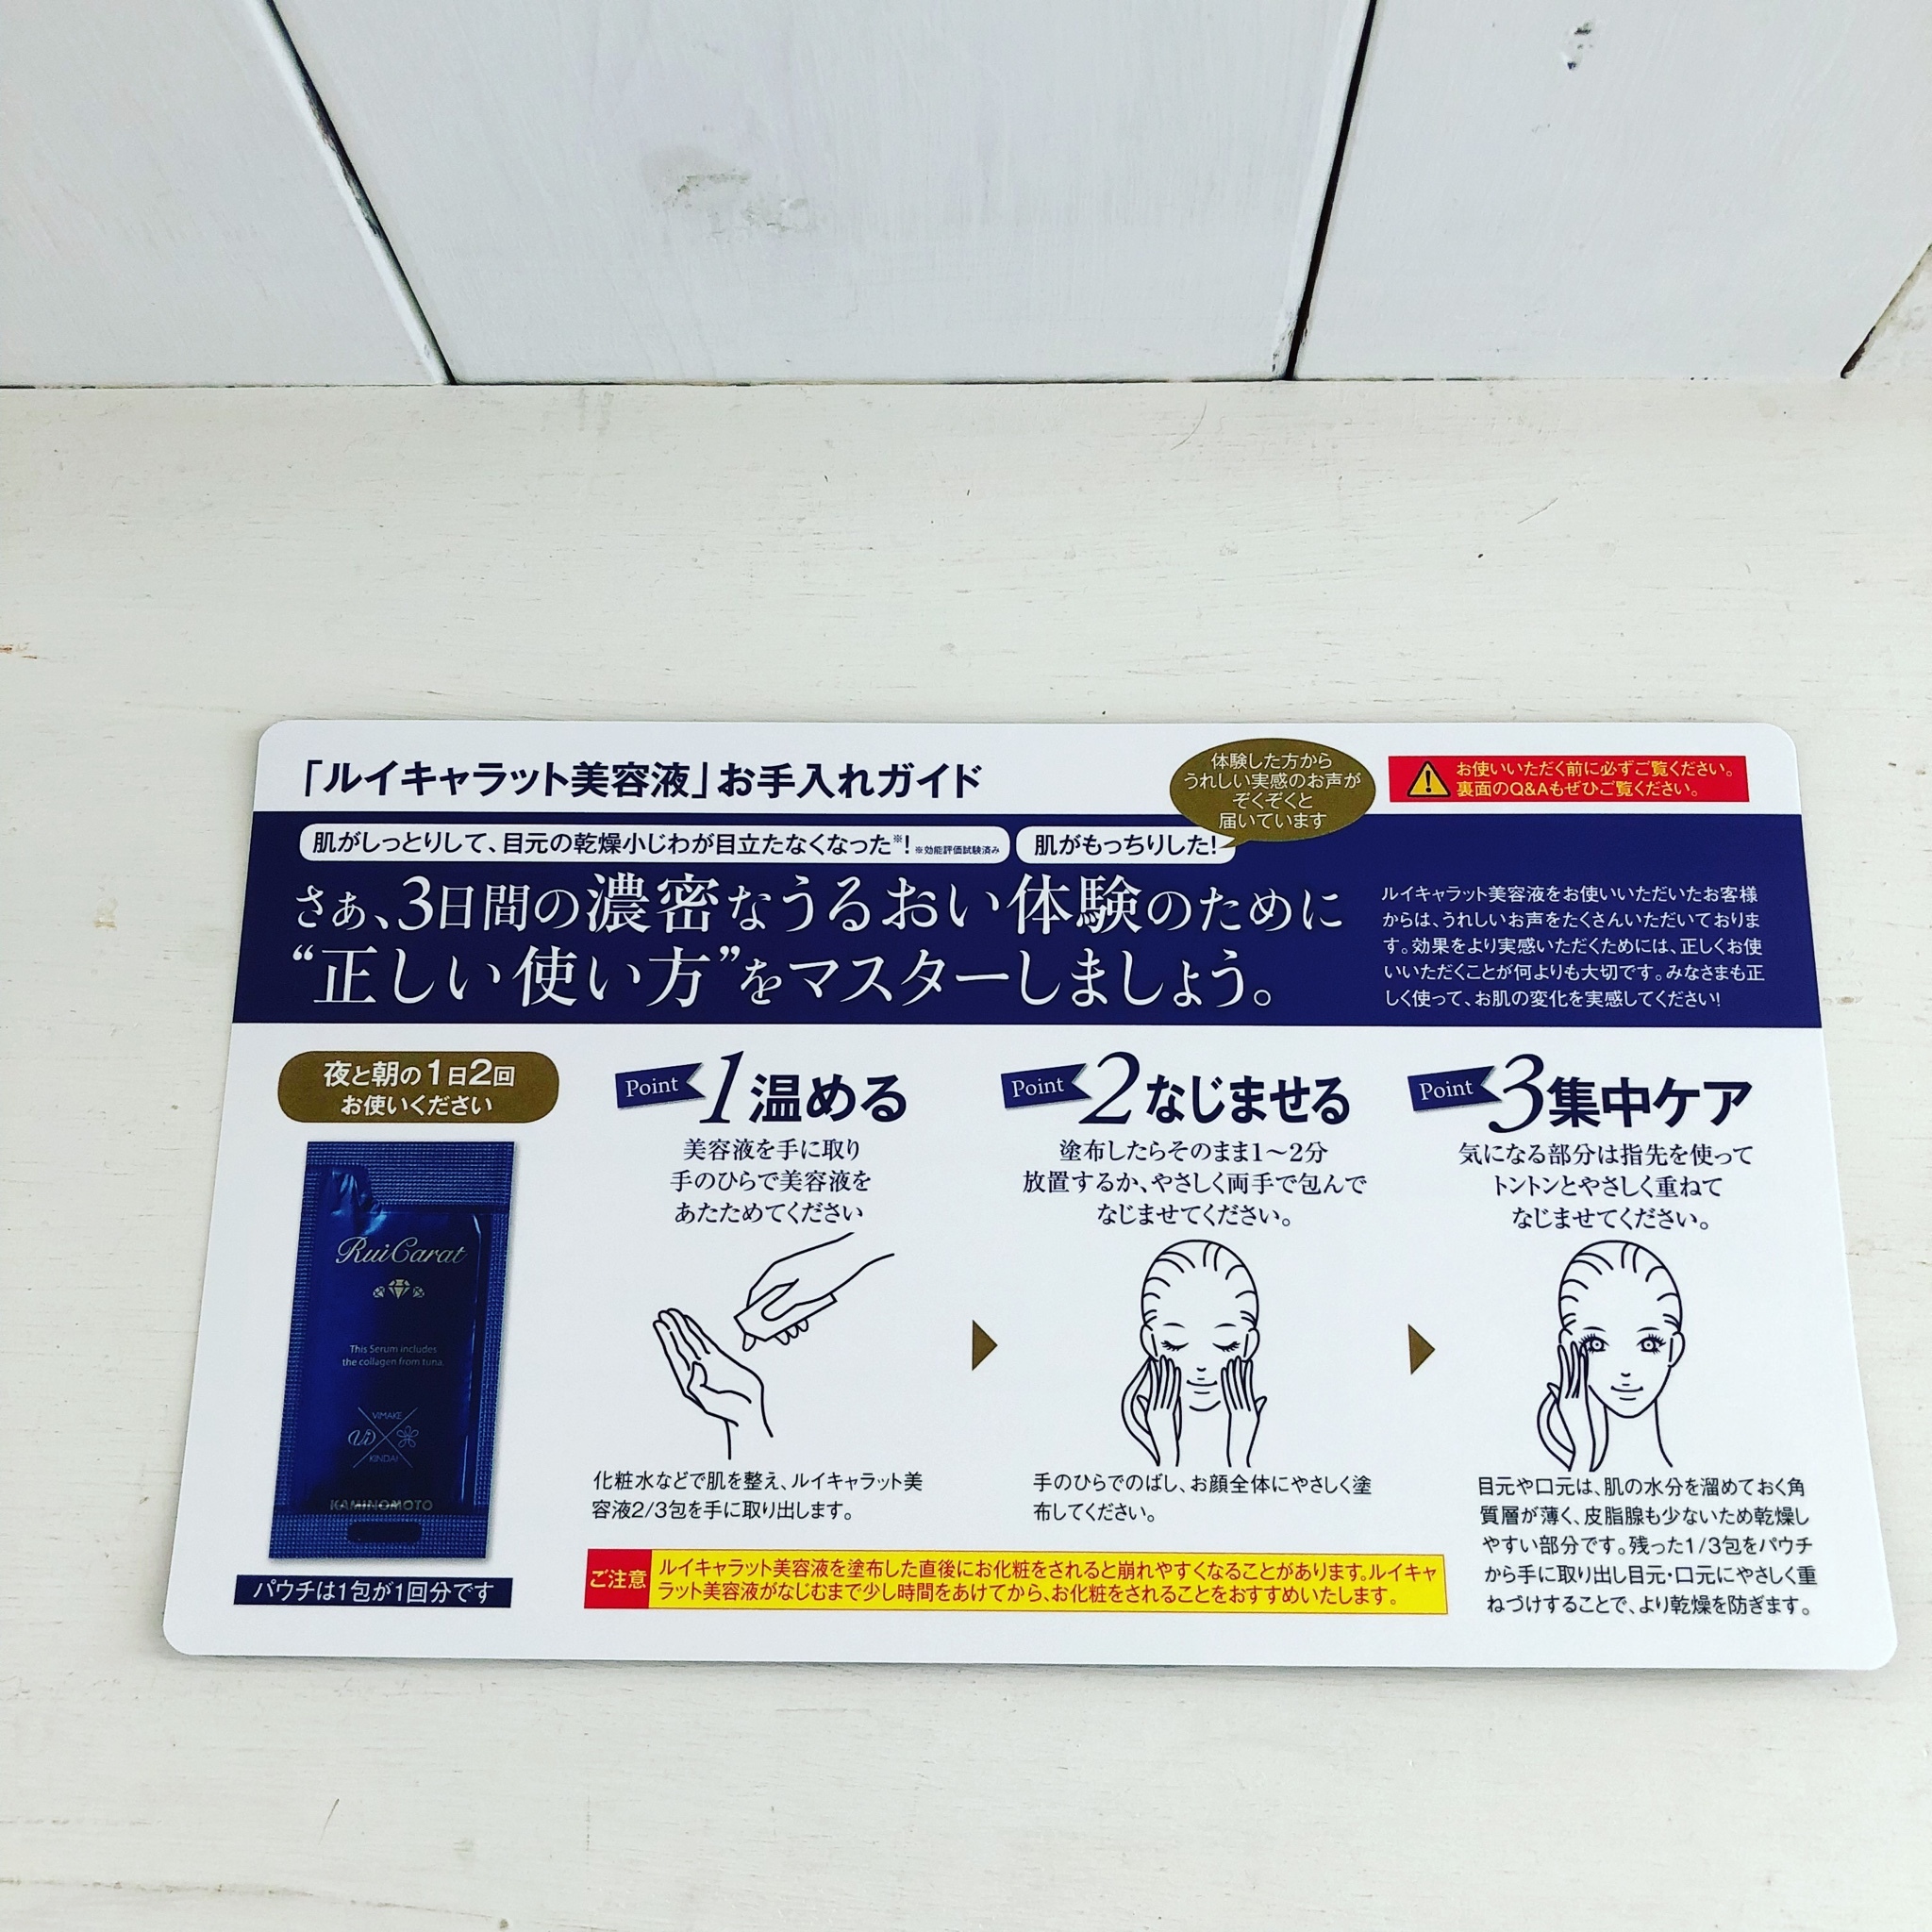 「ルイキャラット美容液」お手入れガイド
体験した方から
うれしい実感のお声が
ぞくぞくと
届いています
お使いいただく前に必ずご覧ください。
裏面のQ&Aもぜひご覧ください。
肌がしっとりして、目元の乾燥小じわが目立たなくなった※! ※効能評価試験済み
肌がもっちりした!
さぁ、3日間の濃密なうるおい体験のために
“正しい使い方”をマスターしましょう。
ルイキャラット美容液をお使いいただいたお客様
からは、うれしいお声をたくさんいただいておりま
す。効果をより実感いただくためには、正しくお使
いいただくことが何よりも大切です。みなさまも正
しく使って、お肌の変化を実感してください!
夜と朝の1日2回
お使いください
RuiCarat
This Serum includes
the collagen from tuna.
VIMAKE
Vi
KINDAI
KAMINOMOTO
パウチは1包が1回分です
Point 1 温める
美容液を手に取り
手のひらで美容液を
あたためてください
化粧水などで肌を整え、ルイキャラット美
容液2/3包を手に取り出します。
Point 2 なじませる
塗布したらそのまま1〜2分
放置するか、やさしく両手で包んで
なじませてください。
手のひらでのばし、お顔全体にやさしく塗
布してください。
Point 3 集中ケア
気になる部分は指先を使って
トントンとやさしく重ねて
なじませてください。
目元や口元は、肌の水分を溜めておく角
質層が薄く、皮脂腺も少ないため乾燥し
やすい部分です。残った1/3包をパウチ
から手に取り出し目元・口元にやさしく重
ねづけすることで、より乾燥を防ぎます。
ご注意
ルイキャラット美容液を塗布した直後にお化粧をされると崩れやすくなることがあります。ルイキャ
ラット美容液がなじむまで少し時間をあけてから、お化粧をされることをおすすめいたします。